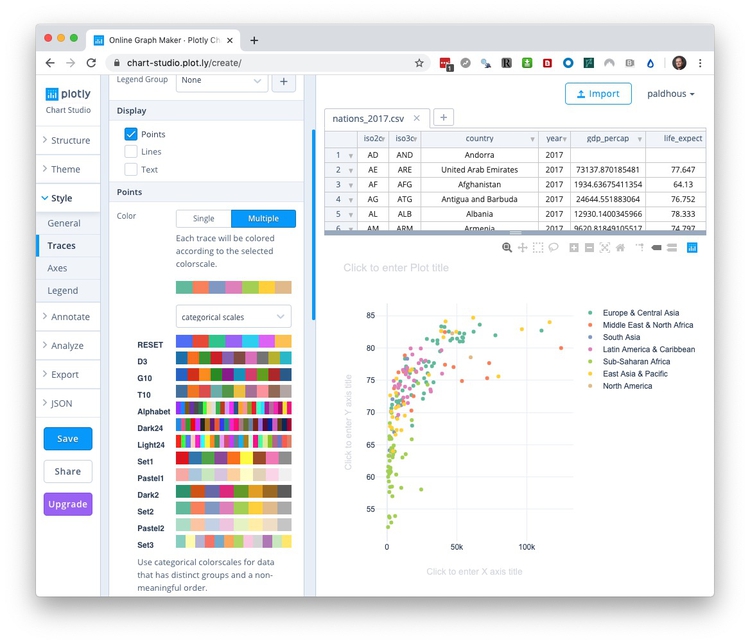 Online Graph Maker · Plotly Ch
chart-studio.plot.ly/create/
plotly
Chart Studio
Structure
Theme
Style
General
Traces
Axes
Legend
Annotate
Analyze
Export
JSON
Save
Share
Upgrade
Legend Group
None
Display
Points
Lines
Text
Points
Color
Single
Multiple
Each trace will be colored
according to the selected
colorscale.
categorical scales
RESET
D3
G10
T10
Alphabet
Dark24
Light24
Set1
Pastel1
Dark2
Set2
Pastel2
Set3
Use categorical colorscales for data
that has distinct groups and a non-
meaningful order.
Import
paldhous
nations_2017.csv
iso2c iso3c country year gdp_percap life_expect
1 AD AND Andorra 2017
2 AE ARE United Arab Emirates 2017 73137.870185481 77.647
3 AF AFG Afghanistan 2017 1934.63675411354 64.13
4 AG ATG Antigua and Barbuda 2017 24644.551883064 76.752
5 AL ALB Albania 2017 12930.1400345966 78.333
6 AM ARM Armenia 2017 9620.81849105517 74.797
Click to enter Plot title
85
80
75
70
65
60
55
0
50k
100k
Click to enter Y axis title
Click to enter X axis title
Europe & Central Asia
Middle East & North Africa
South Asia
Latin America & Caribbean
Sub-Saharan Africa
East Asia & Pacific
North America